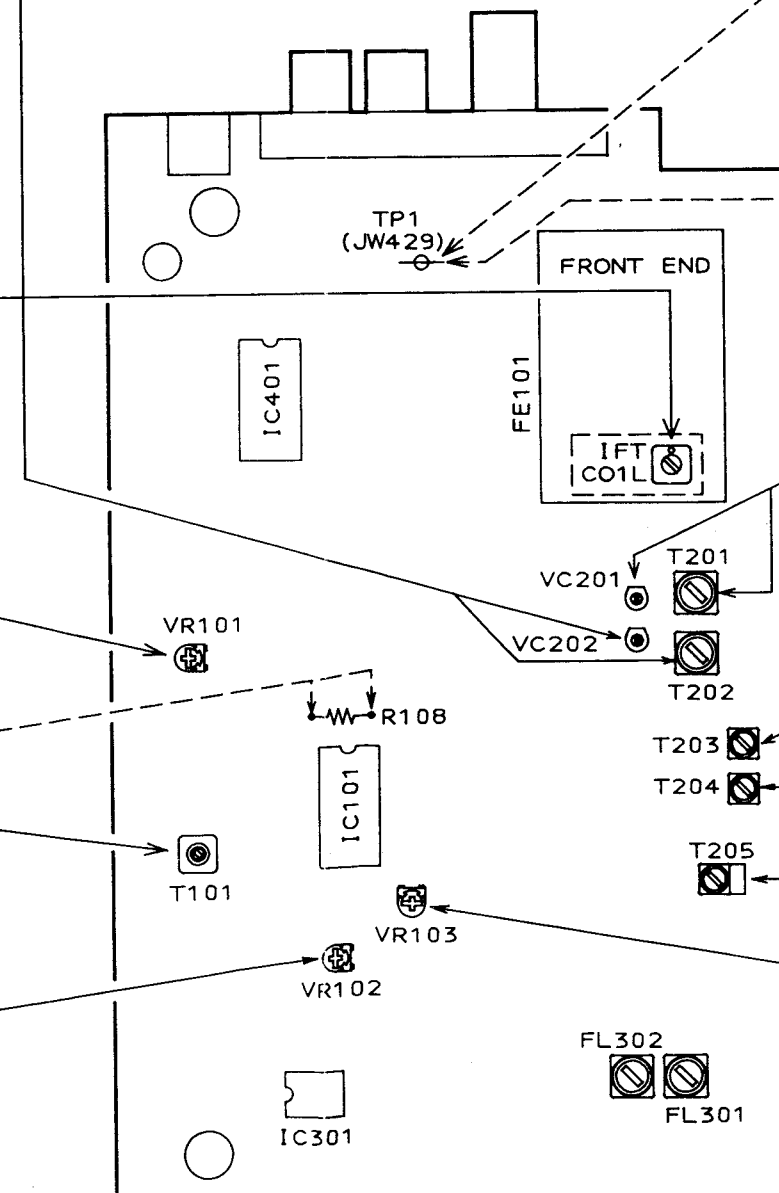 TP1
(JW429)
FRONT END
FE101
IC401
IFT
CO1L
T201
VC201
VR101
VC202
T202
R108
T203
IC101
T204
T205
T101
VR103
VR102
FL302
FL301
IC301